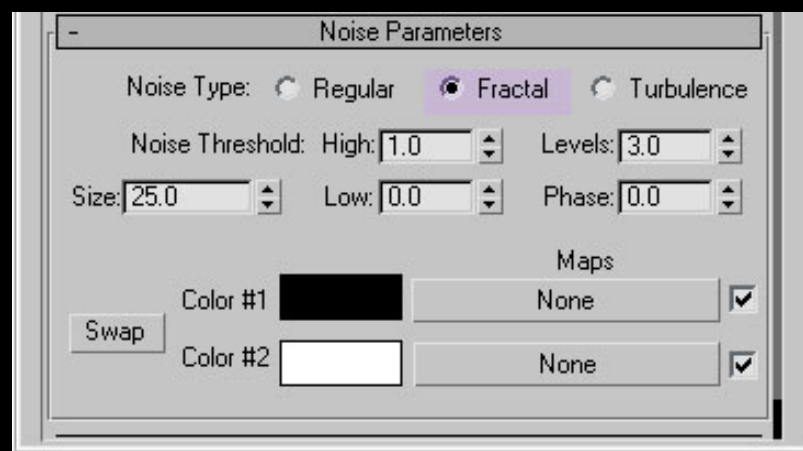 - Noise Parameters
Noise Type: Regular Fractal Turbulence
Noise Threshold: High: 1.0 Levels: 3.0
Size: 25.0 Low: 0.0 Phase: 0.0
Maps
Color #1 None
Swap
Color #2 None